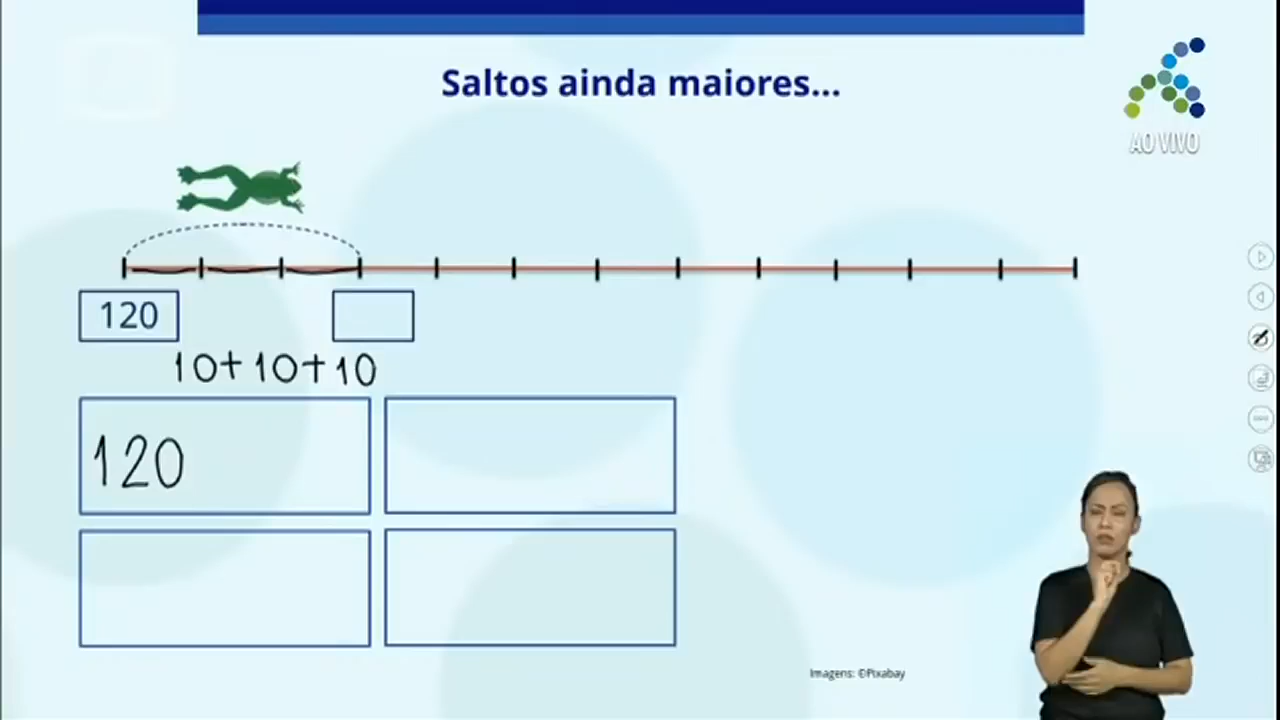 Saltos ainda maiores...
AO VIVO
120
10+10+10
120
Imagens: ©Pixabay